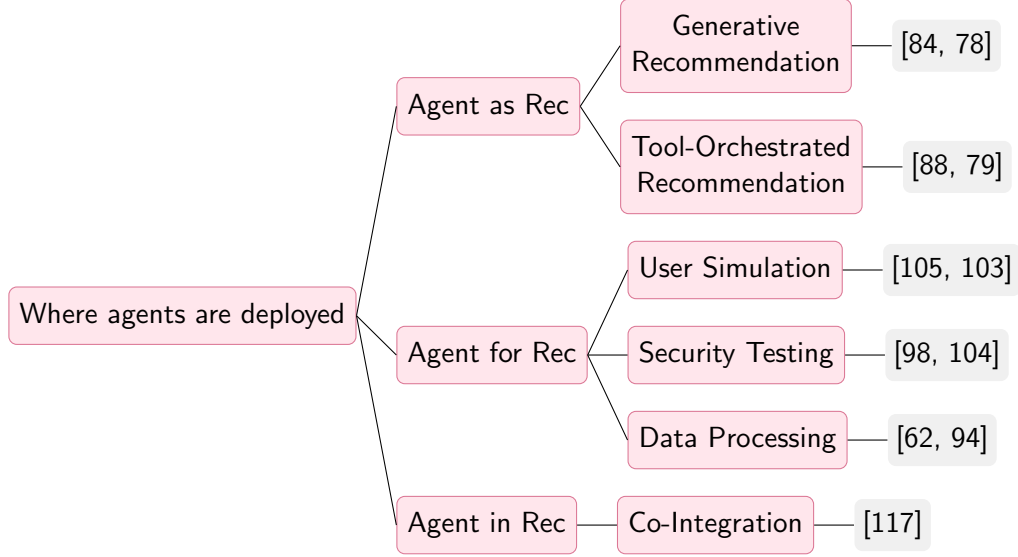 Where agents are deployed
Agent as Rec
Generative
Recommendation
[84, 78]
Tool-Orchestrated
Recommendation
[88, 79]
Agent for Rec
User Simulation
[105, 103]
Security Testing
[98, 104]
Data Processing
[62, 94]
Agent in Rec
Co-Integration
[117]